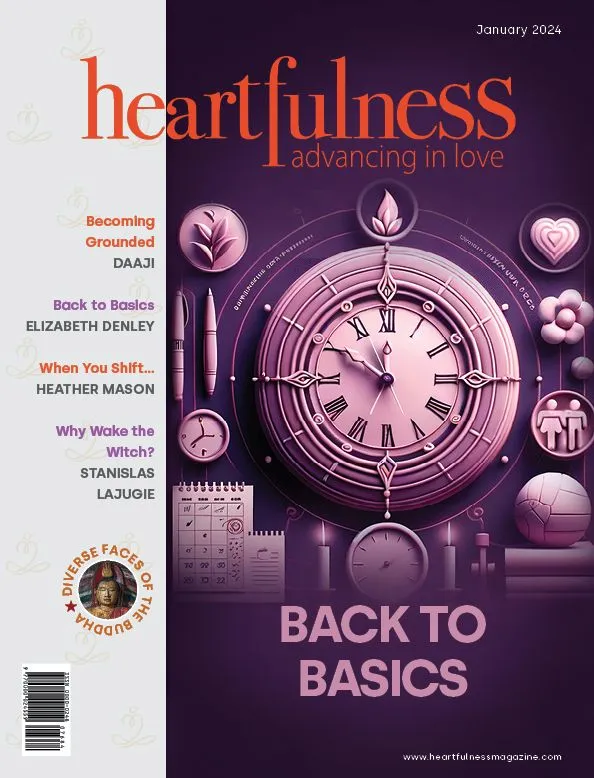 January 2024
heartfulness
advancing in love
Becoming
Grounded
DAAJI
Back to Basics
ELIZABETH DENLEY
When You Shift...
HEATHER MASON
Why Wake the
Witch?
STANISLAS
LAJUGIE
DIVERSE FACES OF THE BUDDHA
XII
BACK TO
BASICS
www.heartfulnessmagazine.com